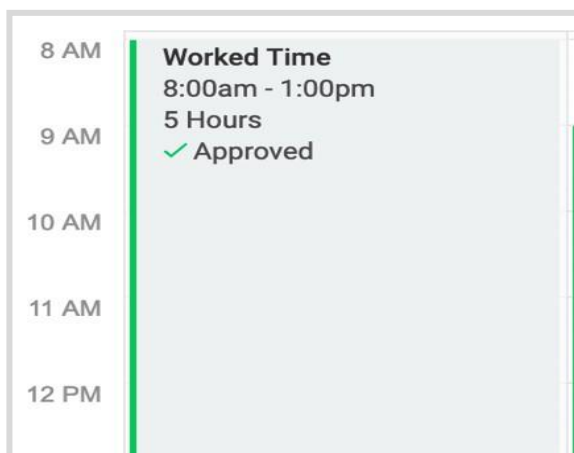 8 AM
Worked Time
8:00am - 1:00pm
5 Hours
9 AM
✓ Approved
10 AM
11 AM
12 PM